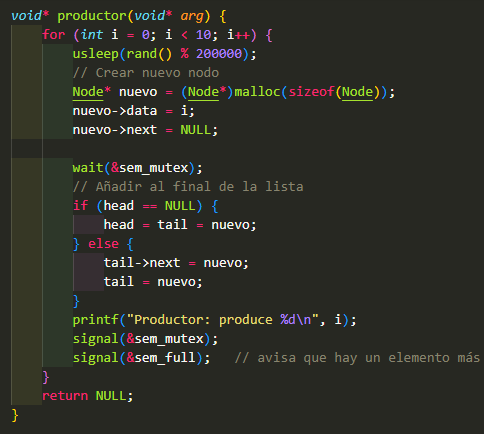 void* productor(void* arg) {
    for (int i = 0; i < 10; i++) {
        usleep(rand() % 200000);
        // Crear nuevo nodo
        Node* nuevo = (Node*)malloc(sizeof(Node));
        nuevo->data = i;
        nuevo->next = NULL;

        wait(&sem_mutex);
        // Añadir al final de la lista
        if (head == NULL) {
            head = tail = nuevo;
        } else {
            tail->next = nuevo;
            tail = nuevo;
        }
        printf("Productor: produce %d\n", i);
        signal(&sem_mutex);
        signal(&sem_full);   // avisa que hay un elemento más
    }
    return NULL;
}